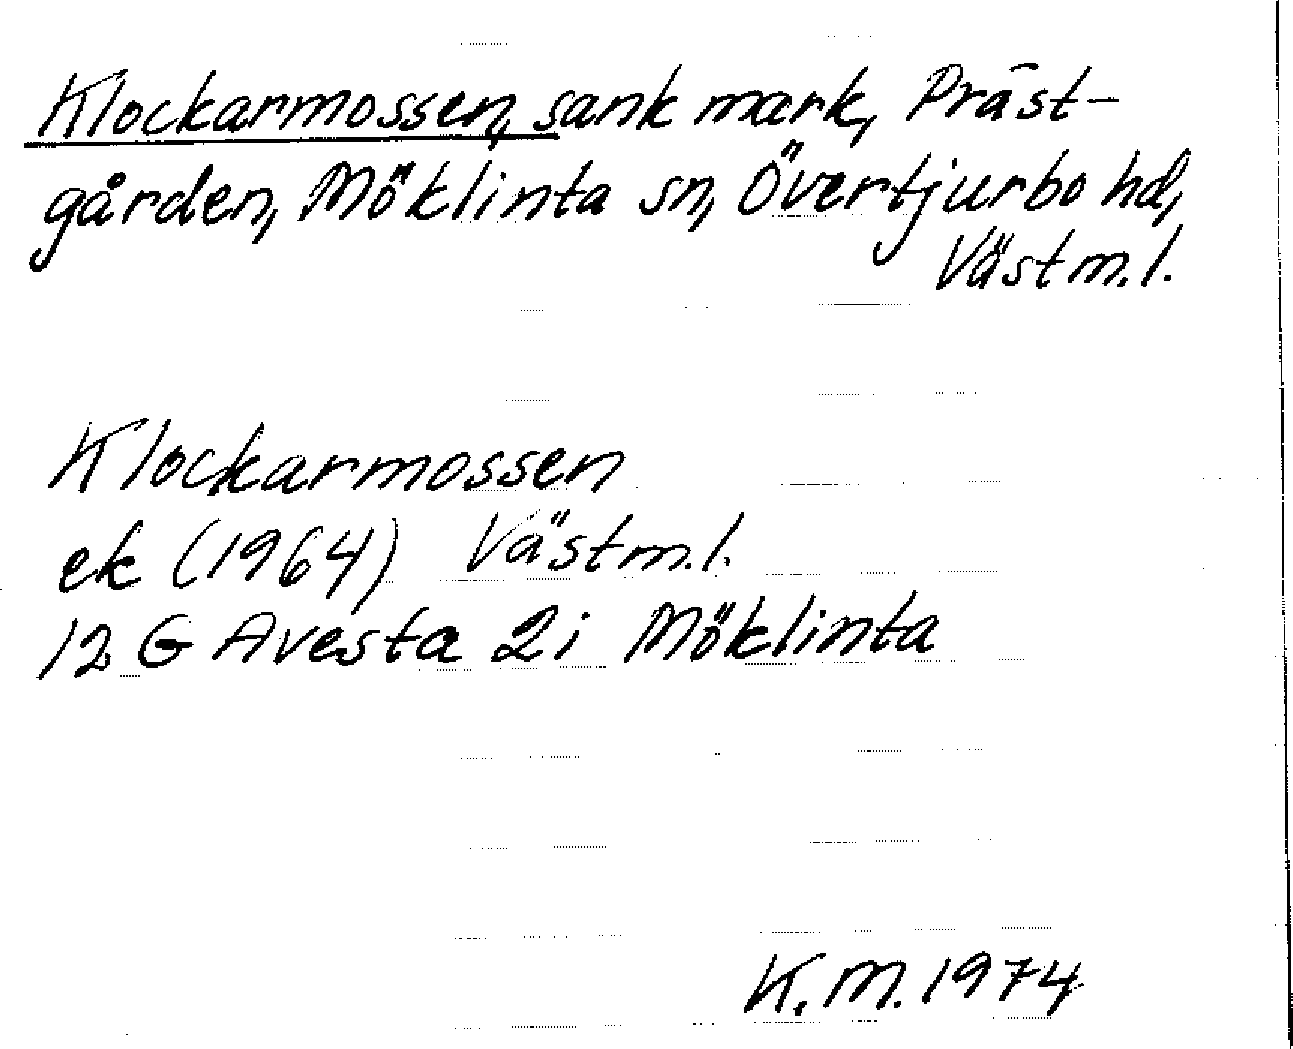 Klockarmossen, sank mark, Präst-
gården, Möklinta sn, Övertjurbo hd,
Västm.l.
Klockarmossen
ek (1964) Västm.l.
12 G Avesta 2i Möklinta
K.M. 1974